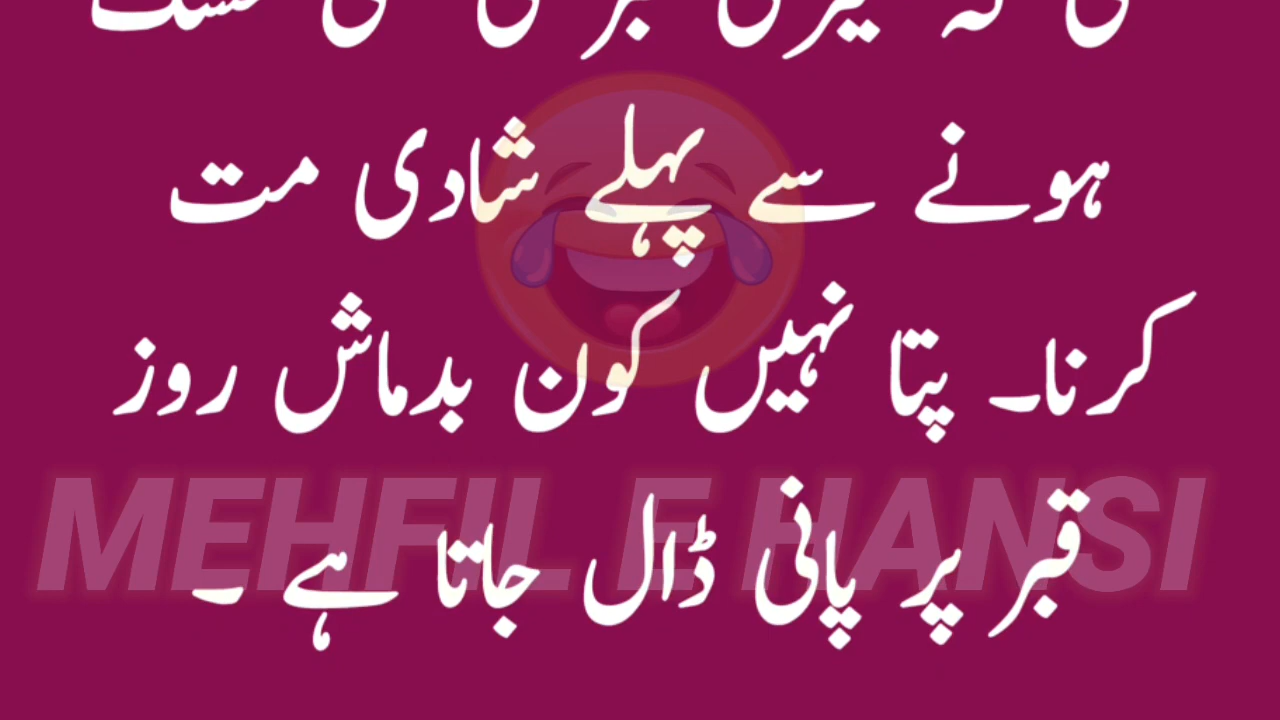 ہونے سے پہلے شادی مت
کرنا۔ پتا نہیں کون بدماش روز
قبر پر پانی ڈال جاتا ہے ۔
MEHFIL E HANSI